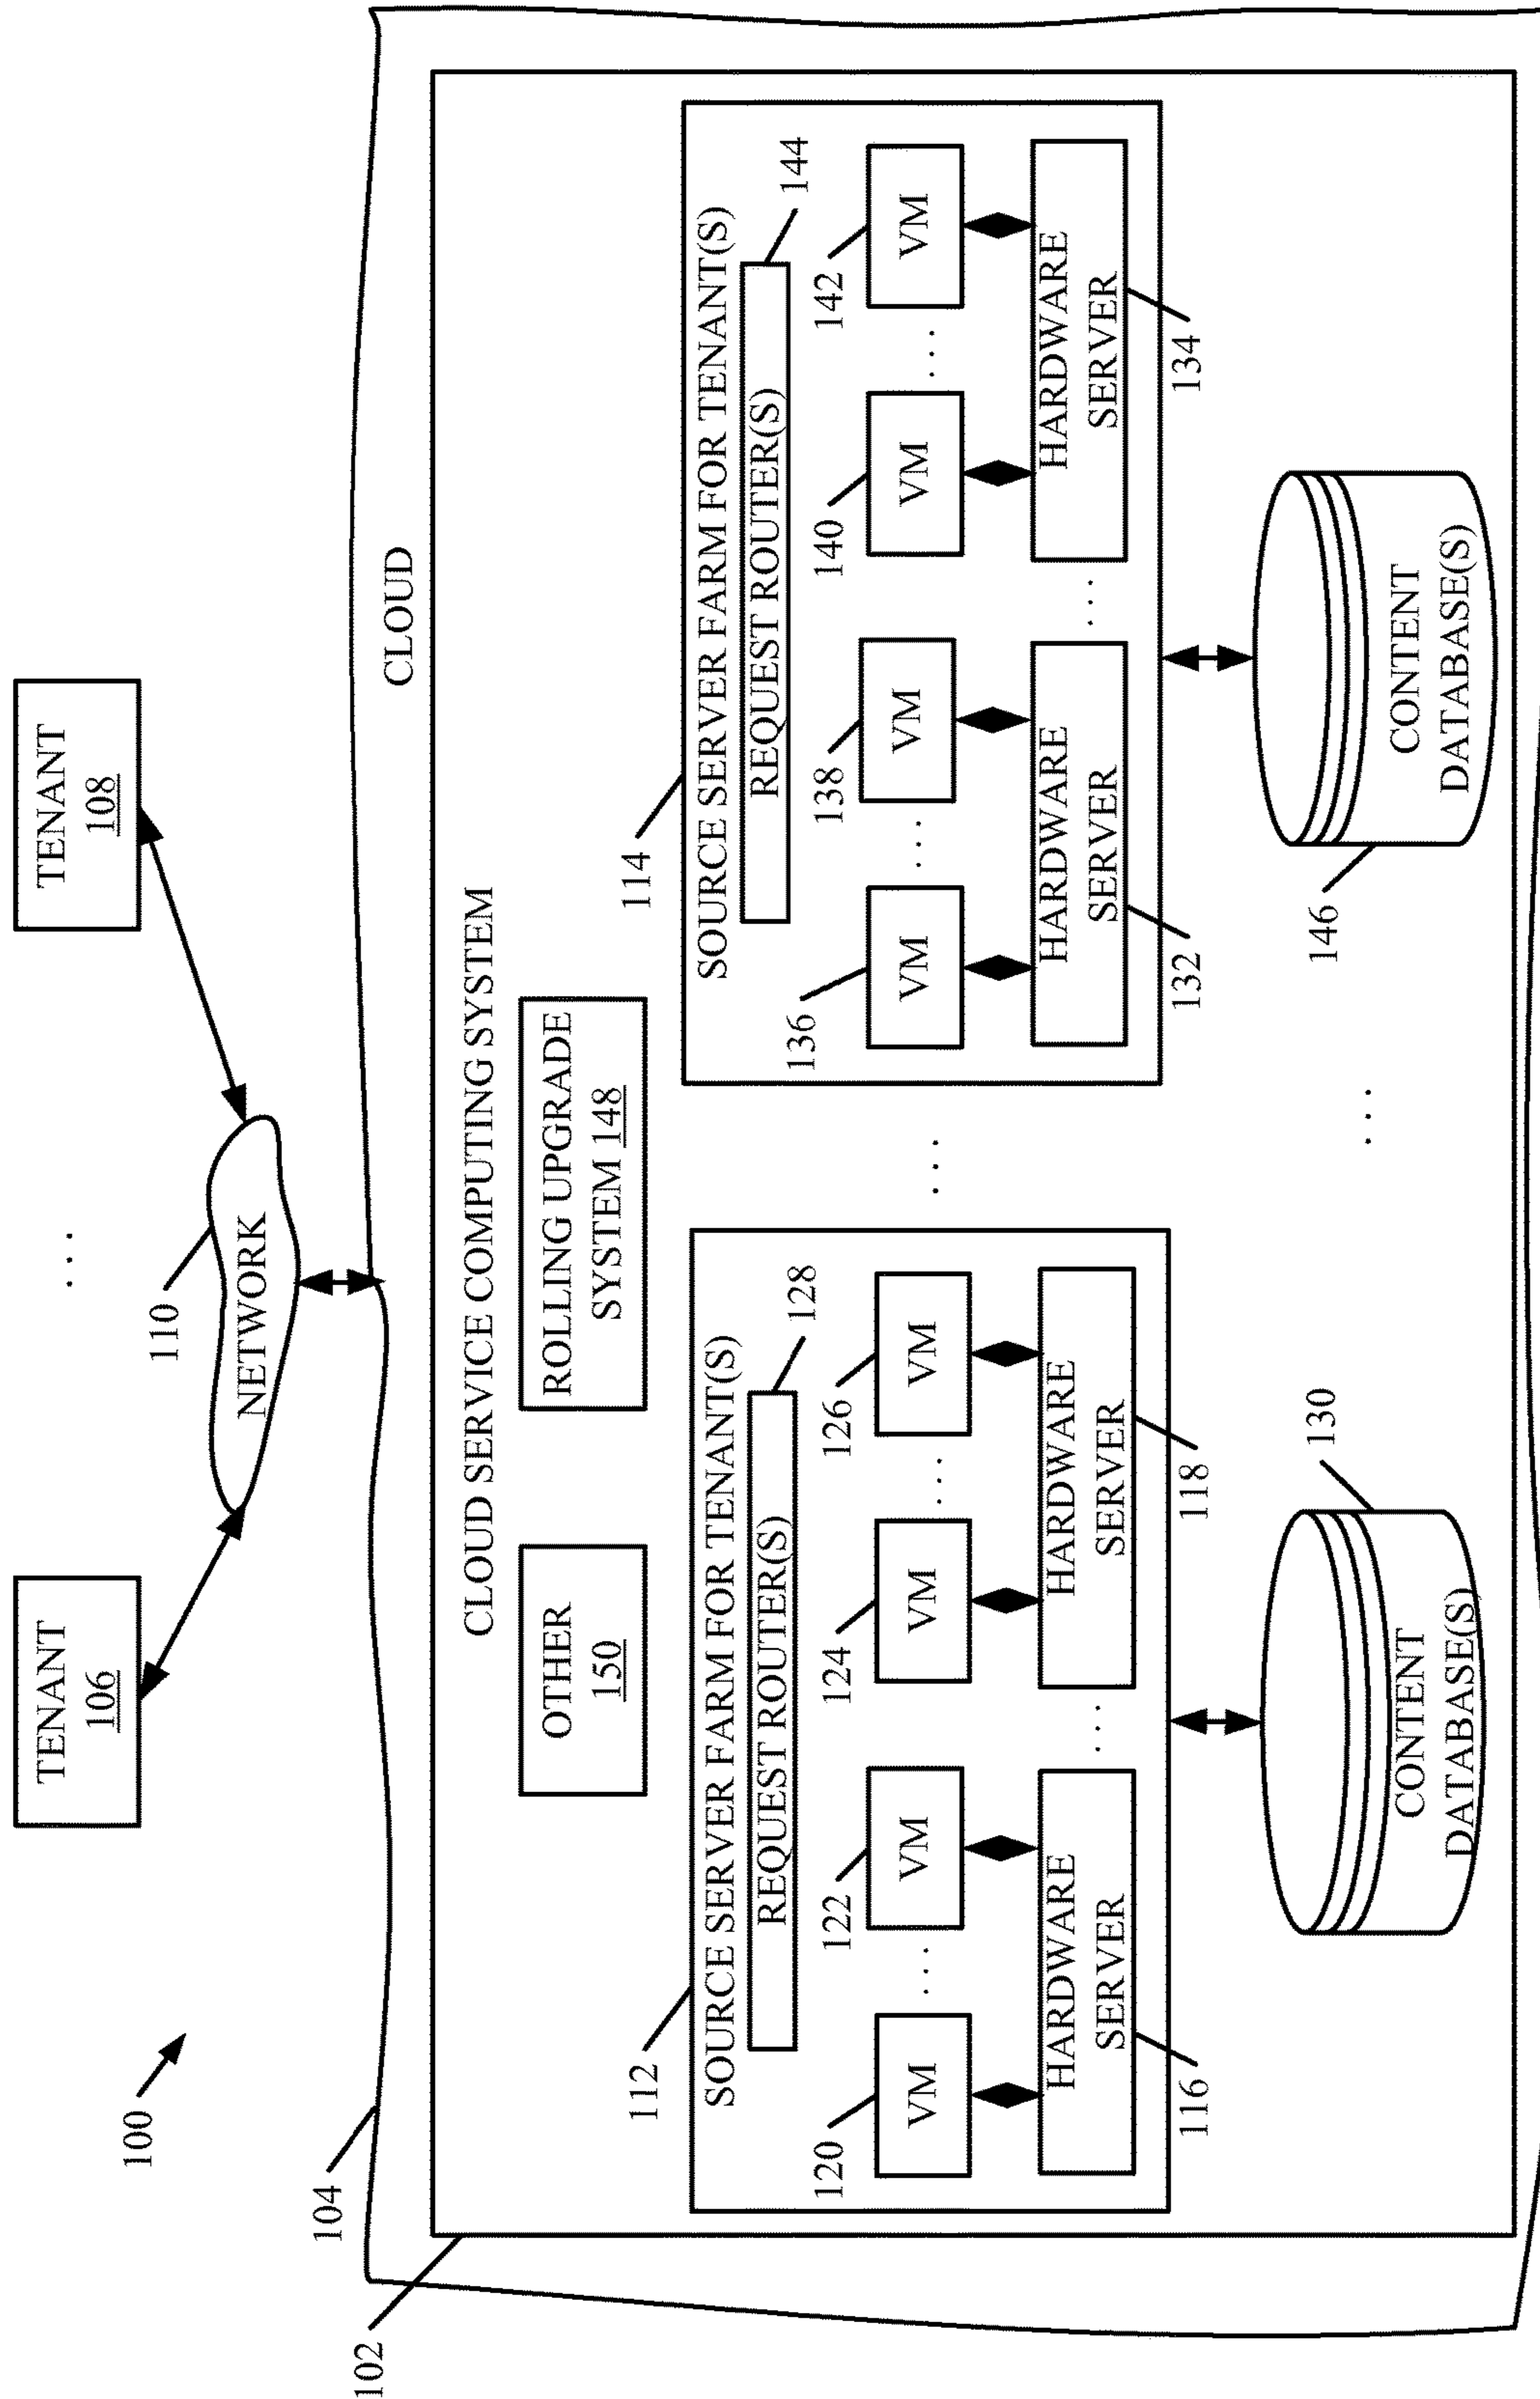 100
TENANT
106
. . .
TENANT
108
110
NETWORK
104
CLOUD
102
CLOUD SERVICE COMPUTING SYSTEM
OTHER
150
ROLLING UPGRADE
SYSTEM 148
112
SOURCE SERVER FARM FOR TENANT(S)
REQUEST ROUTER(S)
128
120
VM
. . .
122
VM
124
VM
. . .
126
VM
HARDWARE
SERVER
116
. . .
HARDWARE
SERVER
118
CONTENT
DATABASE(S)
130
. . .
114
SOURCE SERVER FARM FOR TENANT(S)
REQUEST ROUTER(S)
144
136
VM
. . .
138
VM
140
VM
. . .
142
VM
HARDWARE
SERVER
132
. . .
HARDWARE
SERVER
134
. . .
CONTENT
DATABASE(S)
146